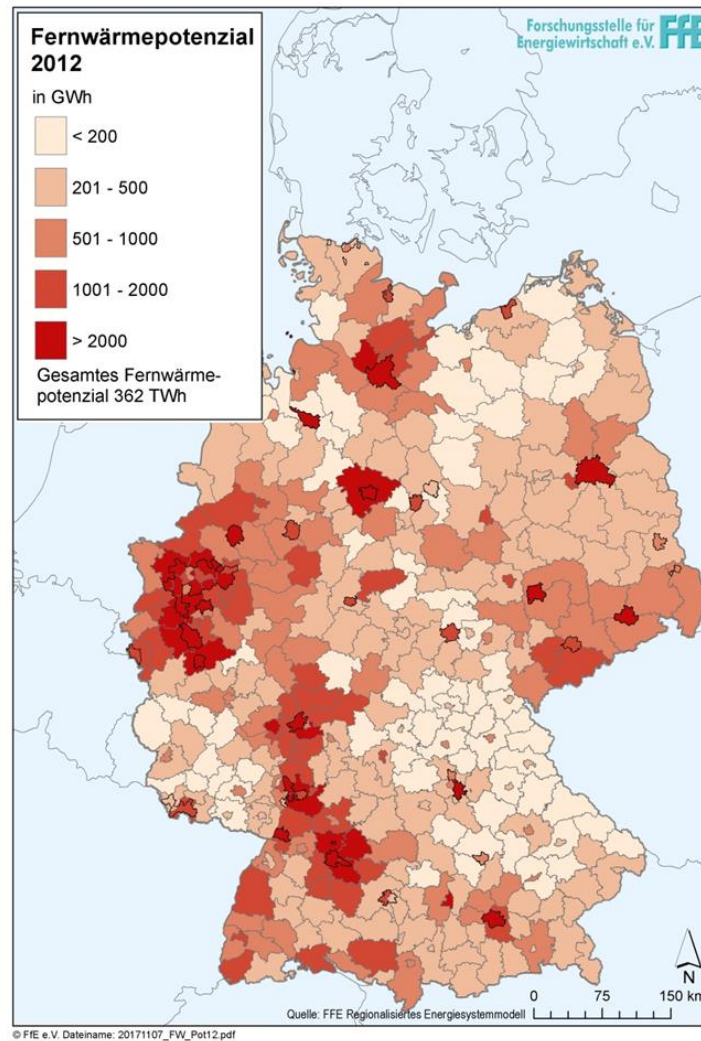 Fernwärmepotenzial
2012
in GWh
< 200
201 - 500
501 - 1000
1001 - 2000
> 2000
Gesamtes Fernwärme-
potenzial 362 TWh
Forschungsstelle für
Energiewirtschaft e.V. FfE
N
Quelle: FFE Regionalisiertes Energiesystemmodell
0 75 150 km
© FfE e.V. Dateiname: 20171107_FW_Pot12.pdf